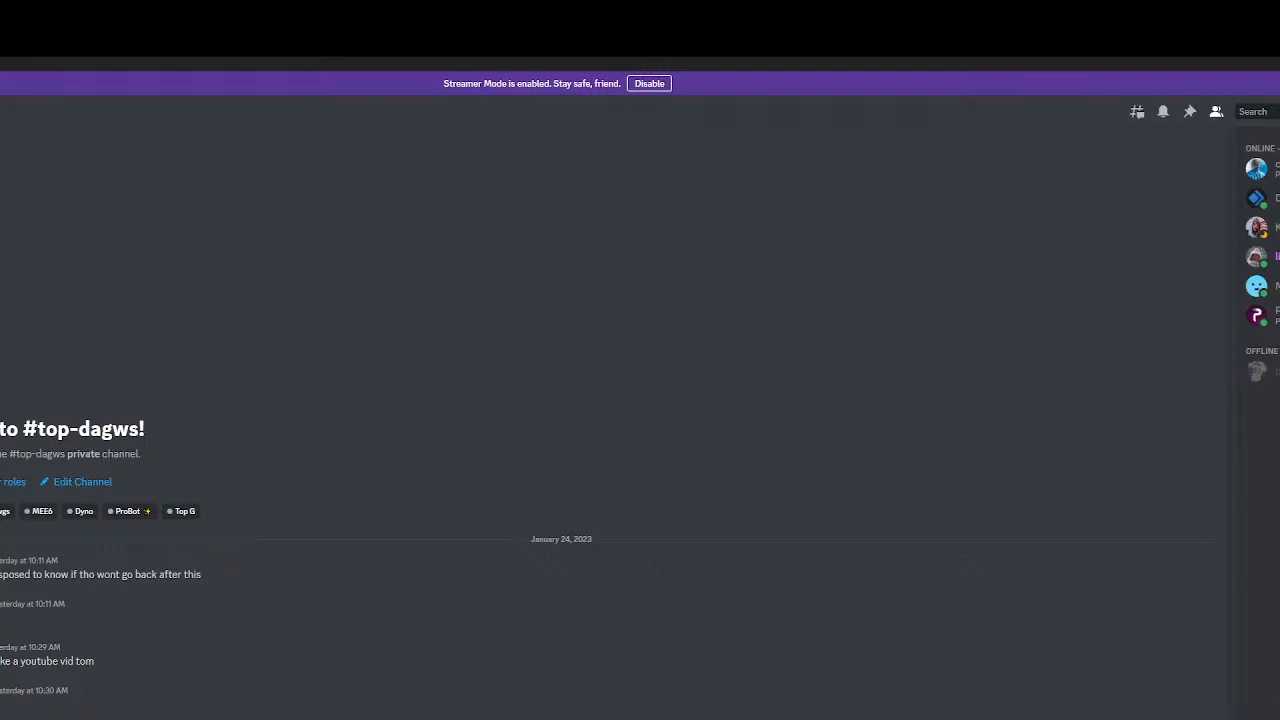 Streamer Mode is enabled. Stay safe, friend. Disable
Search
ONLINE -
to #top-dagws!
#top-dagws private channel.
roles Edit Channel
MEE6 Dyno ProBot ✨ Top G
OFFLINE
January 24, 2023
erday at 10:11 AM
sposed to know if tho wont go back after this
sterday at 10:11 AM
erday at 10:29 AM
ke a youtube vid tom
sterday at 10:30 AM